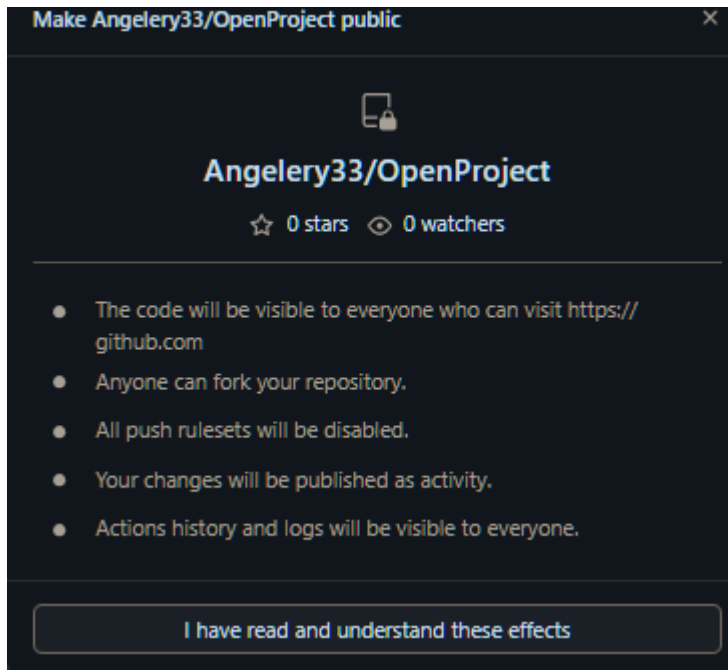 Make Angelery33/OpenProject public
Angelery33/OpenProject
0 stars 0 watchers
The code will be visible to everyone who can visit https://
github.com
Anyone can fork your repository.
All push rulesets will be disabled.
Your changes will be published as activity.
Actions history and logs will be visible to everyone.
I have read and understand these effects